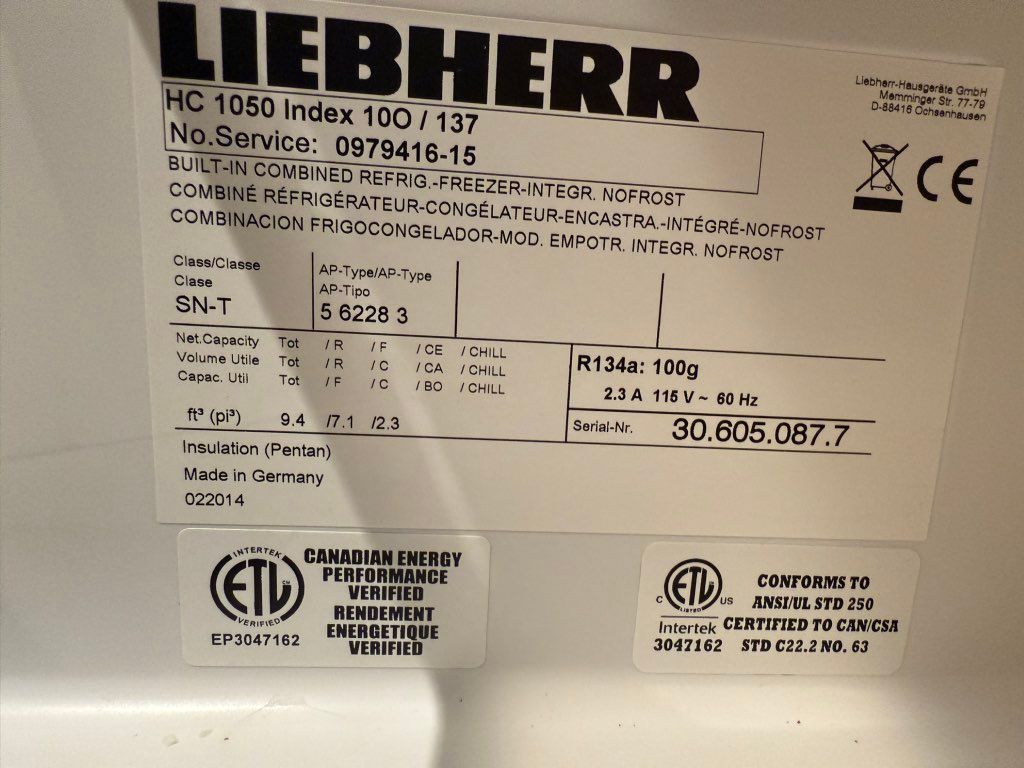 LIEBHERR
Liebherr-Hausgeräte GmbH
Memminger Str. 77-79
D-88416 Ochsenhausen
HC 1050 Index 10O / 137
No.Service: 0979416-15
CE
BUILT-IN COMBINED REFRIG.-FREEZER-INTEGR. NOFROST
COMBINÉ RÉFRIGÉRATEUR-CONGÉLATEUR-ENCASTRA.-INTÉGRÉ-NOFROST
COMBINACION FRIGOCONGELADOR-MOD. EMPOTR. INTEGR. NOFROST
Class/Classe
Clase
SN-T
AP-Type/AP-Type
AP-Tipo
5 6228 3
Net.Capacity Tot / R / F / CE / CHILL
Volume Utile Tot / R / C / CA / CHILL
Capac. Util Tot / F / C / BO / CHILL
ft³ (pi³) 9.4 /7.1 /2.3
R134a: 100g
2.3 A 115 V ~ 60 Hz
Serial-Nr. 30.605.087.7
Insulation (Pentan)
Made in Germany
022014
INTERTEK
ETL CM
VERIFIED
EP3047162
CANADIAN ENERGY
PERFORMANCE
VERIFIED
RENDEMENT
ENERGETIQUE
VERIFIED
ETL
LISTED
C US
Intertek
3047162
CONFORMS TO
ANSI/UL STD 250
CERTIFIED TO CAN/CSA
STD C22.2 NO. 63